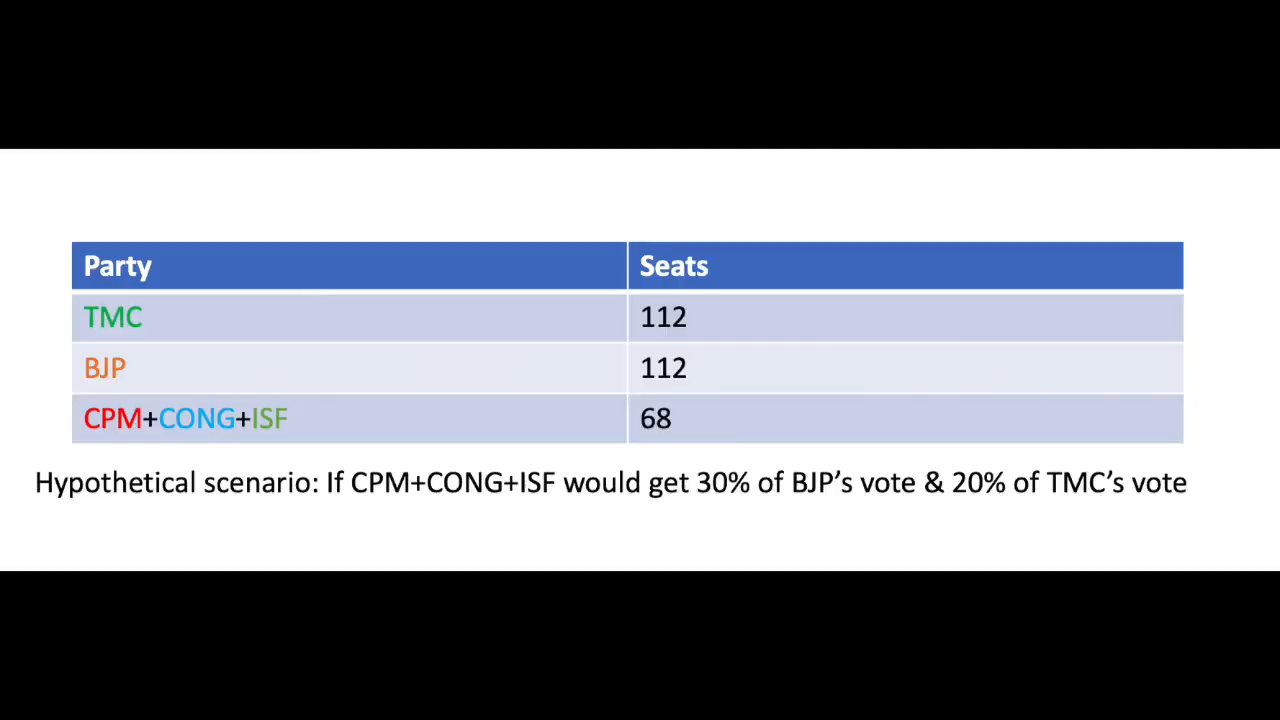 Party Seats
TMC 112
BJP 112
CPM+CONG+ISF 68
Hypothetical scenario: If CPM+CONG+ISF would get 30% of BJP’s vote & 20% of TMC’s vote